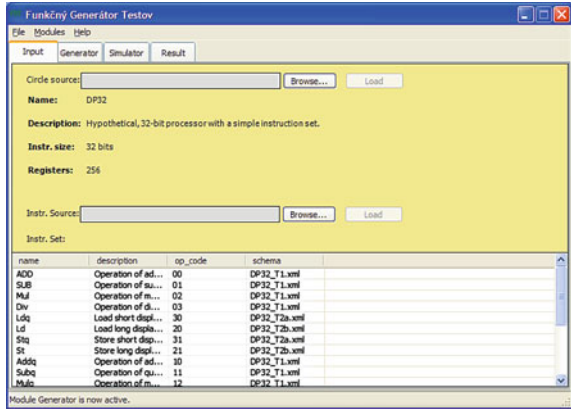 Funkčný Generátor Testov
File Modules Help
Input Generator Simulator Result
Circle source: Browse... Load
Name: DP32
Description: Hypothetical, 32-bit processor with a simple instruction set.
Instr. size: 32 bits
Registers: 256
Instr. Source: Browse... Load
Instr. Set:
name description op_code schema
ADD Operation of ad... 00 DP32_T1.xml
SUB Operation of su... 01 DP32_T1.xml
Mul Operation of m... 02 DP32_T1.xml
Div Operation of di... 03 DP32_T1.xml
Ldq Load short displ... 30 DP32_T2a.xml
Ld Load long displa... 20 DP32_T2b.xml
Stq Store short disp... 31 DP32_T2a.xml
St Store long displ... 21 DP32_T2b.xml
Addq Operation of ad... 10 DP32_T1.xml
Subq Operation of qu... 11 DP32_T1.xml
Mulq Operation of m... 12 DP32_T1.xml
Module Generator is now active.